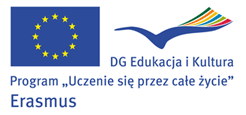 DG Edukacja i Kultura
Program „Uczenie się przez całe życie”
Erasmus